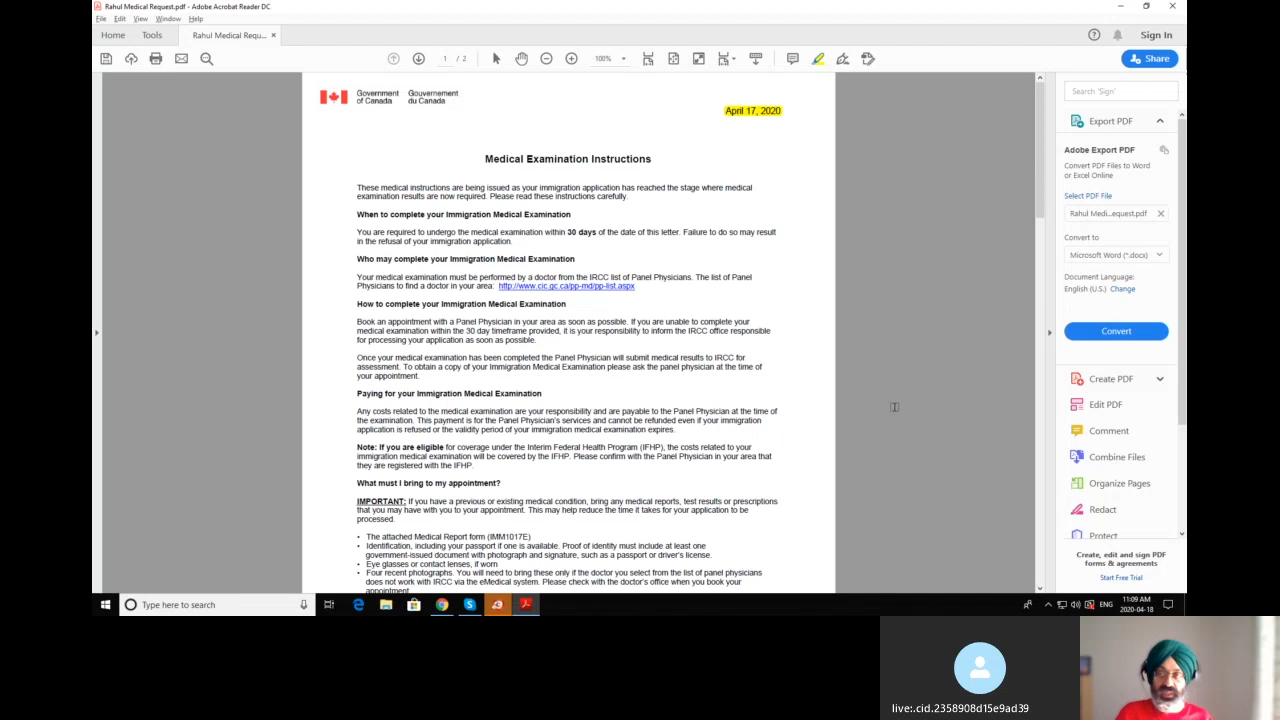 Rahul Medical Request.pdf - Adobe Acrobat Reader DC
File Edit View Window Help
Home Tools Rahul Medical Requ... × Sign In
1 / 2 100% Share
Government of Canada
Gouvernement du Canada
April 17, 2020
Medical Examination Instructions
These medical instructions are being issued as your immigration application has reached the stage where medical
examination results are now required. Please read these instructions carefully.
When to complete your Immigration Medical Examination
You are required to undergo the medical examination within 30 days of the date of this letter. Failure to do so may result
in the refusal of your immigration application.
Who may complete your Immigration Medical Examination
Your medical examination must be performed by a doctor from the IRCC list of Panel Physicians. The list of Panel
Physicians to find a doctor in your area: http://www.cic.gc.ca/pp-md/pp-list.aspx
How to complete your Immigration Medical Examination
Book an appointment with a Panel Physician in your area as soon as possible. If you are unable to complete your
medical examination within the 30 day timeframe provided, it is your responsibility to inform the IRCC office responsible
for processing your application as soon as possible.
Once your medical examination has been completed the Panel Physician will submit medical results to IRCC for
assessment. To obtain a copy of your Immigration Medical Examination please ask the panel physician at the time of
your appointment.
Paying for your Immigration Medical Examination
Any costs related to the medical examination are your responsibility and are payable to the Panel Physician at the time of
the examination. This payment is for the Panel Physician's services and cannot be refunded even if your immigration
application is refused or the validity period of your immigration medical examination expires.
Note: If you are eligible for coverage under the Interim Federal Health Program (IFHP), the costs related to your
immigration medical examination will be covered by the IFHP. Please confirm with the Panel Physician in your area that
they are registered with the IFHP.
What must I bring to my appointment?
IMPORTANT: If you have a previous or existing medical condition, bring any medical reports, test results or prescriptions
that you may have with you to your appointment. This may help reduce the time it takes for your application to be
processed.
• The attached Medical Report form (IMM1017E)
• Identification, including your passport if one is available. Proof of identity must include at least one
government-issued document with photograph and signature, such as a passport or driver's license.
• Eye glasses or contact lenses, if worn
• Four recent photographs. You will need to bring these only if the doctor you select from the list of panel physicians
does not work with IRCC via the eMedical system. Please check with the doctor's office when you book your
appointment.
Search 'Sign'
Export PDF
Adobe Export PDF
Convert PDF Files to Word
or Excel Online
Select PDF File
Rahul Medi...equest.pdf
Convert to
Microsoft Word (*.docx)
Document Language:
English (U.S.) Change
Convert
Create PDF
Edit PDF
Comment
Combine Files
Organize Pages
Redact
Protect
Create, edit and sign PDF
forms & agreements
Start Free Trial
Type here to search
ENG
11:09 AM
2020-04-18
live:.cid.2358908d15e9ad39